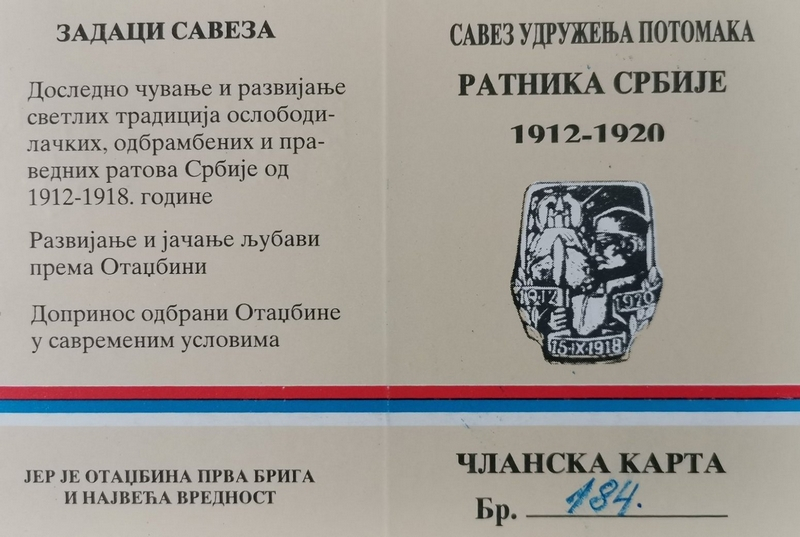 ЗАДАЦИ САВЕЗА
Доследно чување и развијање
светлих традиција ослободи-
лачких, одбрамбених и пра-
ведних ратова Србије од
1912-1918. године
Развијање и јачање љубави
према Отаџбини
Допринос одбрани Отаџбине
у савременим условима
ЈЕР ЈЕ ОТАЏБИНА ПРВА БРИГА
И НАЈВЕЋА ВРЕДНОСТ
САВЕЗ УДРУЖЕЊА ПОТОМАКА
РАТНИКА СРБИЈЕ
1912-1920
1912
1920
15·IX·1918
ЧЛАНСКА КАРТА
Бр. 184.